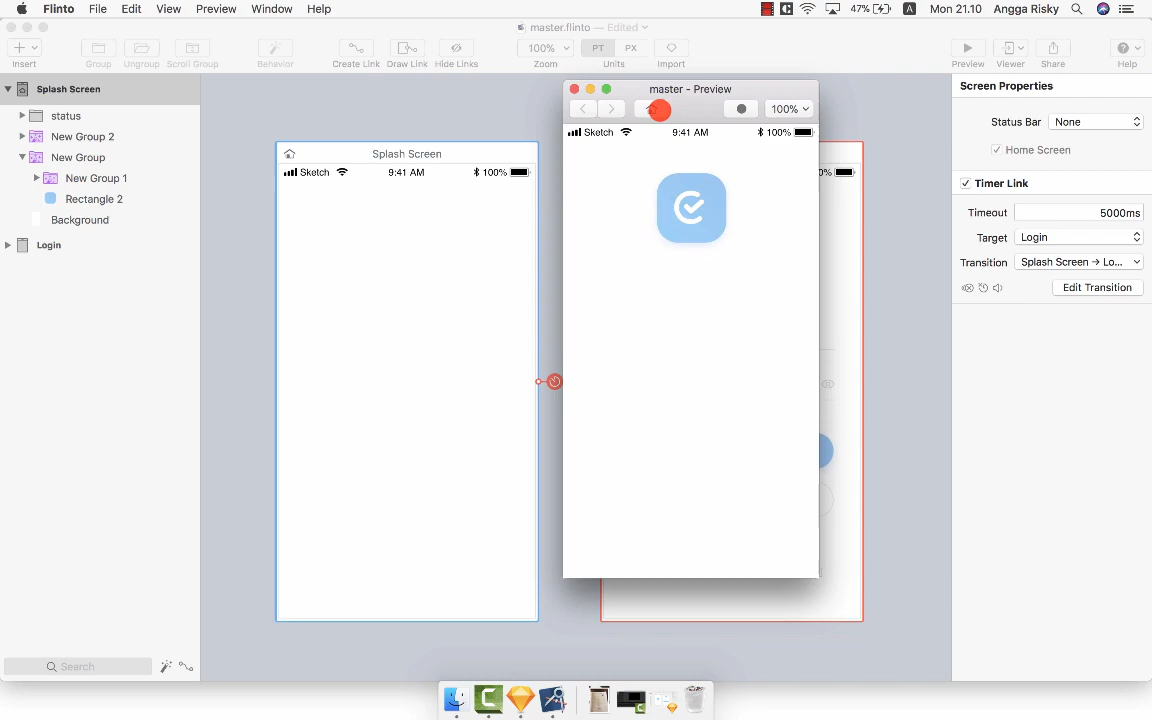 Flinto File Edit View Preview Window Help 47% A Mon 21.10 Angga Risky
master.flinto — Edited
100% PT PX
Insert Group Ungroup Scroll Group Behavior Create Link Draw Link Hide Links Zoom Units Import Preview Viewer Share Help
Splash Screen
status
New Group 2
New Group
New Group 1
Rectangle 2
Background
Login
Search
Splash Screen
Sketch 9:41 AM 100%
master - Preview
100%
Sketch 9:41 AM 100%
0%
Screen Properties
Status Bar None
Home Screen
Timer Link
Timeout 5000ms
Target Login
Transition Splash Screen → Lo...
Edit Transition